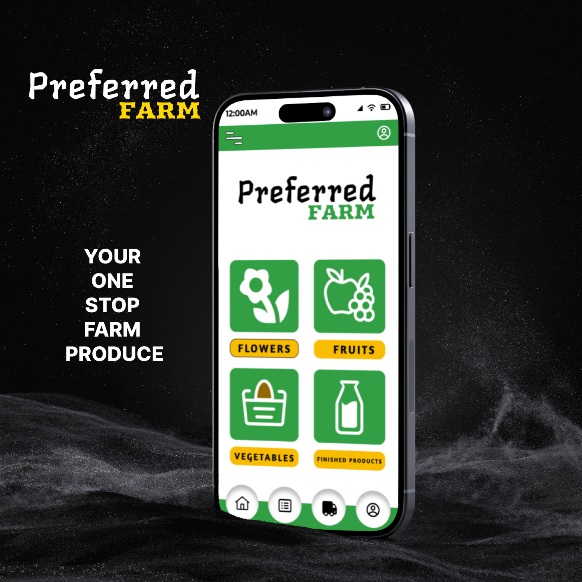 Preferred
FARM
YOUR
ONE
STOP
FARM
PRODUCE
12:00AM
Preferred
FARM
FLOWERS
FRUITS
VEGETABLES
FINISHED PRODUCTS